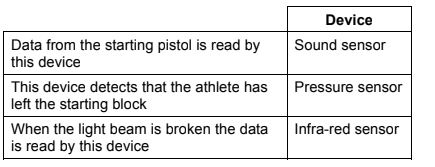 Device
Data from the starting pistol is read by
this device
Sound sensor
This device detects that the athlete has
left the starting block
Pressure sensor
When the light beam is broken the data
is read by this device
Infra-red sensor